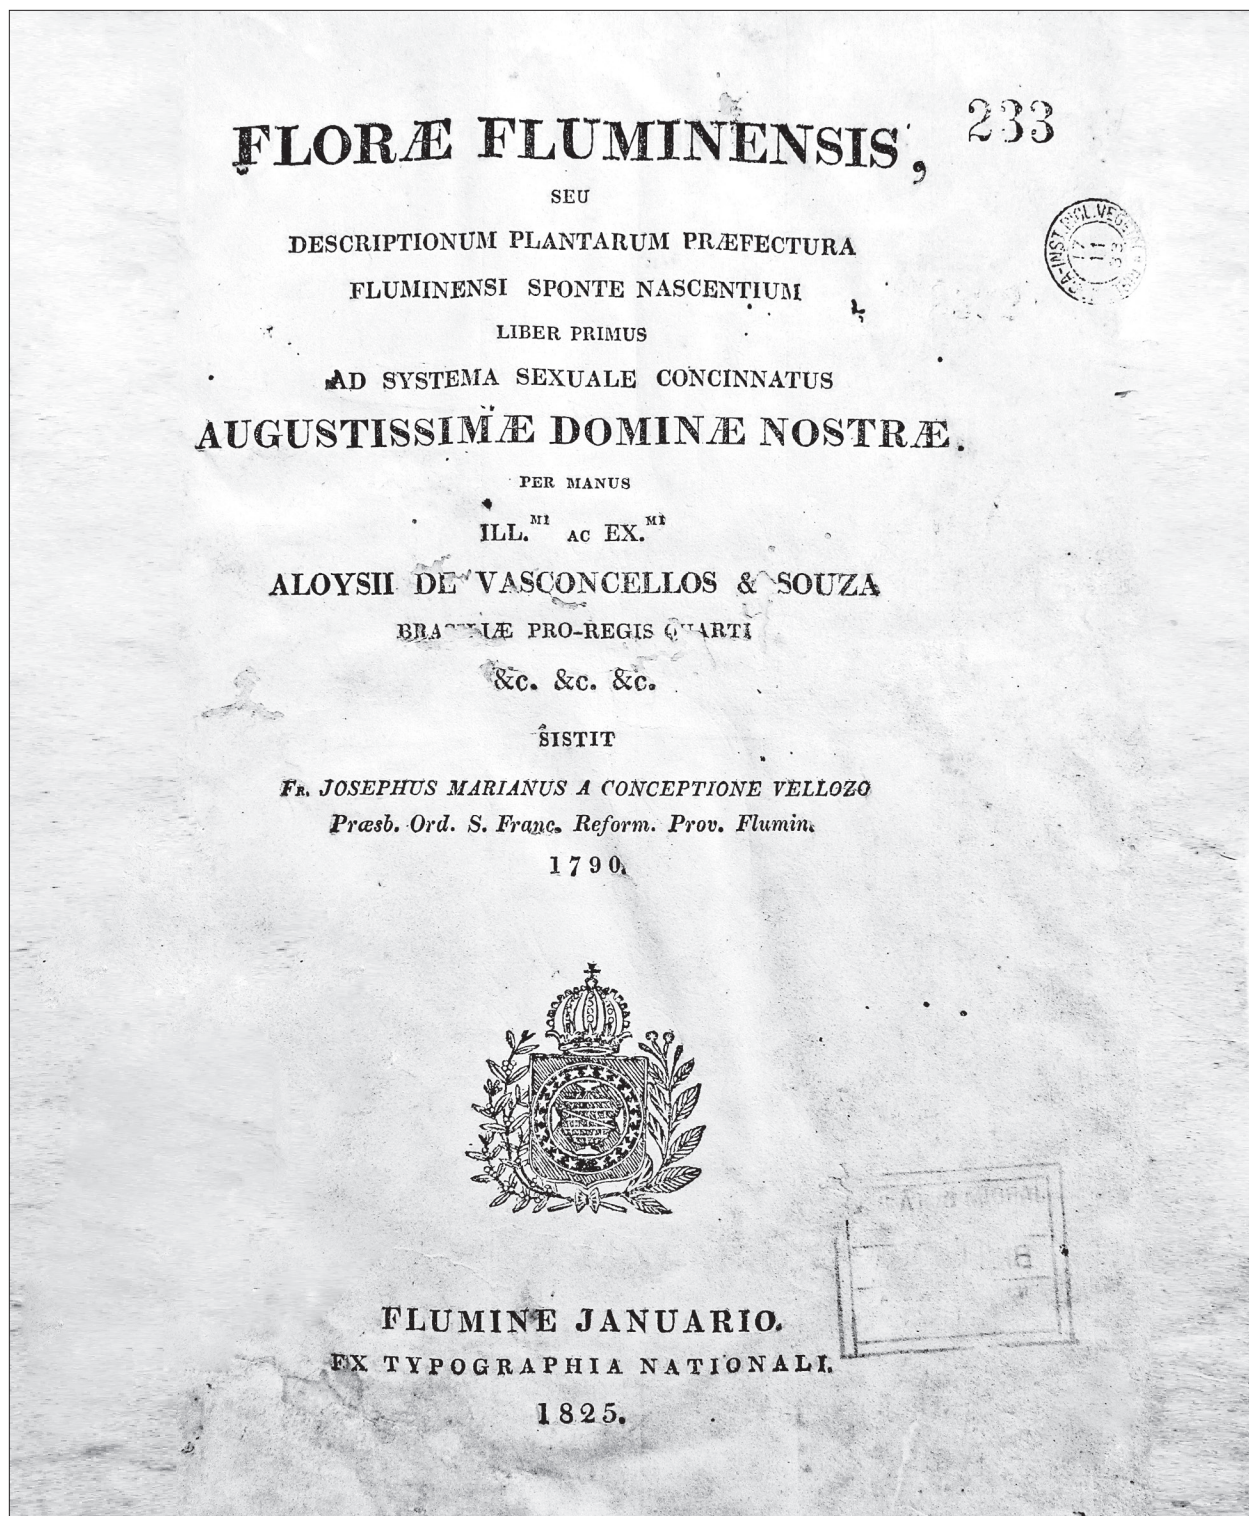 FLORÆ FLUMINENSIS,
233
SEU
DESCRIPTIONUM PLANTARUM PRÆFECTURA
FLUMINENSI SPONTE NASCENTIUM
LIBER PRIMUS
AD SYSTEMA SEXUALE CONCINNATUS
AUGUSTISSIMÆ DOMINÆ NOSTRÆ.
PER MANUS
ILL.MI AC EX.MI
ALOYSII DE VASCONCELLOS & SOUZA
PRO-REGIS QUARTI
&c. &c. &c.
SISTIT
FR. JOSEPHUS MARIANUS A CONCEPTIONE VELLOZO
Præsb. Ord. S. Franc. Reform. Prov. Flumin.
1790.
FLUMINE JANUARIO.
EX TYPOGRAPHIA NATIONALI.
1825.